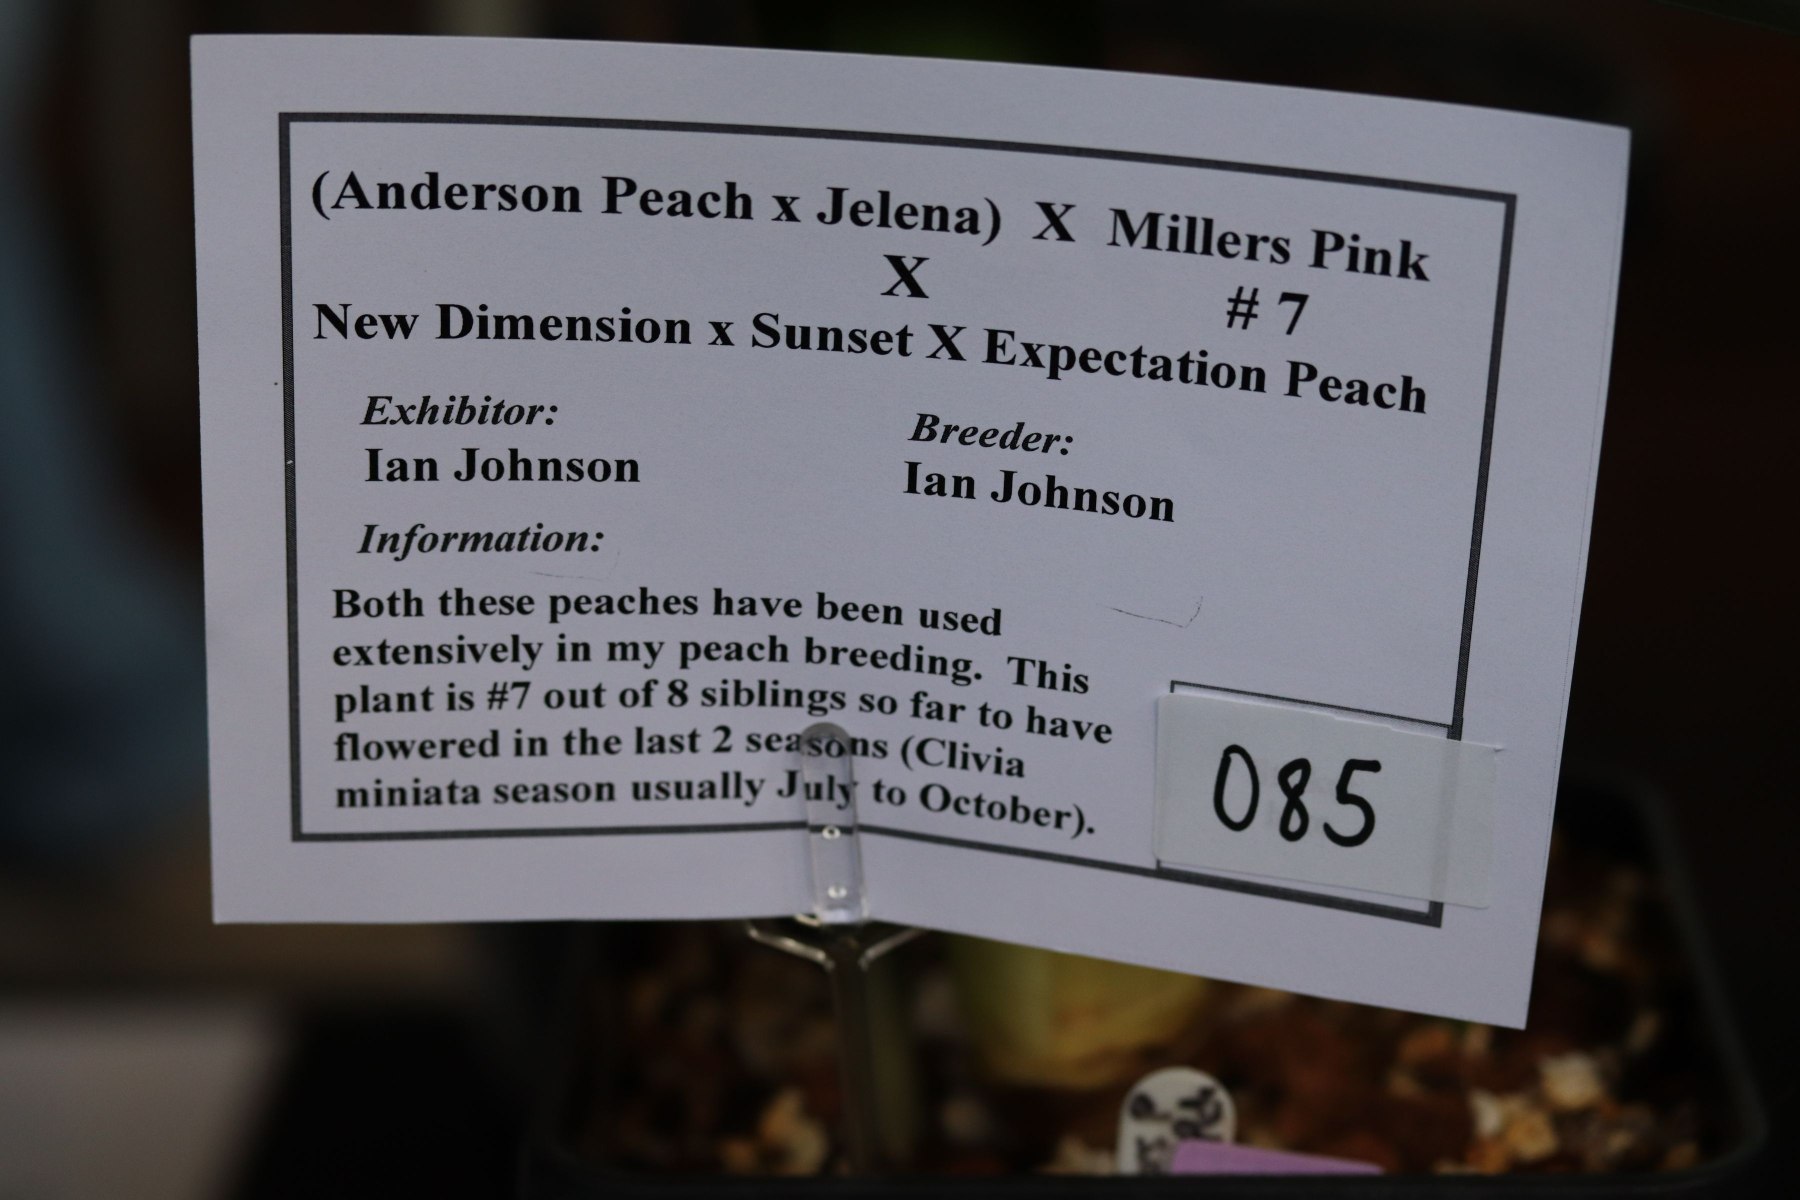 (Anderson Peach x Jelena) X Millers Pink
X # 7
New Dimension x Sunset X Expectation Peach
Exhibitor:
Ian Johnson
Breeder:
Ian Johnson
Information:
Both these peaches have been used
extensively in my peach breeding. This
plant is #7 out of 8 siblings so far to have
flowered in the last 2 seasons (Clivia
miniata season usually July to October).
085